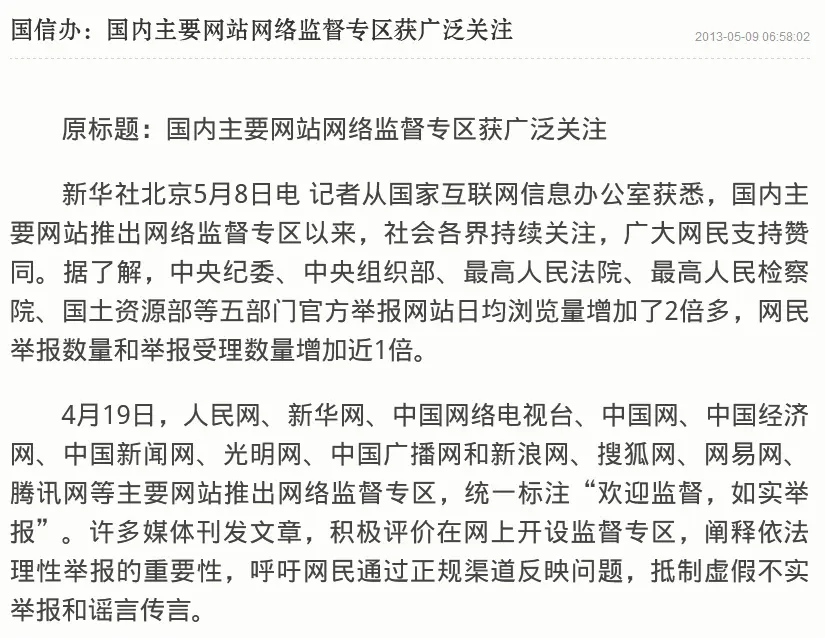 国信办：国内主要网站网络监督专区获广泛关注
2013-05-09 06:58:02
原标题：国内主要网站网络监督专区获广泛关注
新华社北京5月8日电 记者从国家互联网信息办公室获悉，国内主
要网站推出网络监督专区以来，社会各界持续关注，广大网民支持赞
同。据了解，中央纪委、中央组织部、最高人民法院、最高人民检察
院、国土资源部等五部门官方举报网站日均浏览量增加了2倍多，网民
举报数量和举报受理数量增加近1倍。
4月19日，人民网、新华网、中国网络电视台、中国网、中国经济
网、中国新闻网、光明网、中国广播网和新浪网、搜狐网、网易网、
腾讯网等主要网站推出网络监督专区，统一标注“欢迎监督，如实举
报”。许多媒体刊发文章，积极评价在网上开设监督专区，阐释依法
理性举报的重要性，呼吁网民通过正规渠道反映问题，抵制虚假不实
举报和谣言传言。